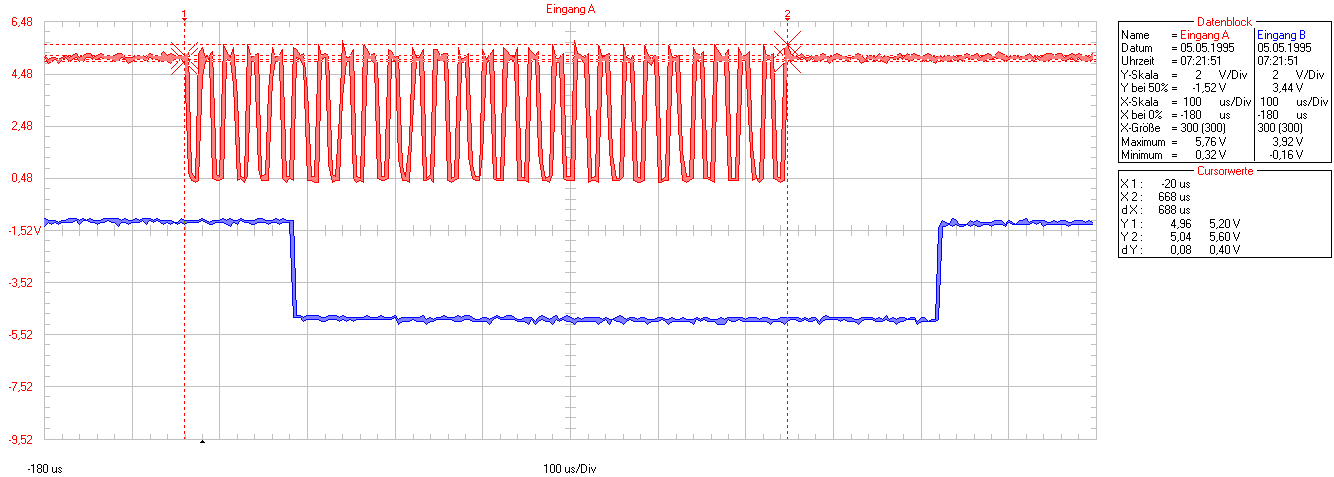 Eingang A
1 2
6,48
4,48
2,48
0,48
-1,52V
-3,52
-5,52
-7,52
-9,52
-180 us 100 us/Div
Datenblock
Name = Eingang A Eingang B
Datum = 05.05.1995 05.05.1995
Uhrzeit = 07:21:51 07:21:51
Y-Skala = 2 V/Div 2 V/Div
Y bei 50% = -1,52 V 3,44 V
X-Skala = 100 us/Div 100 us/Div
X bei 0% = -180 us -180 us
X-Größe = 300 (300) 300 (300)
Maximum = 5,76 V 3,92 V
Minimum = 0,32 V -0,16 V
Cursorwerte
X 1 : -20 us
X 2 : 668 us
d X : 688 us
Y 1 : 4,96 5,20 V
Y 2 : 5,04 5,60 V
d Y : 0,08 0,40 V